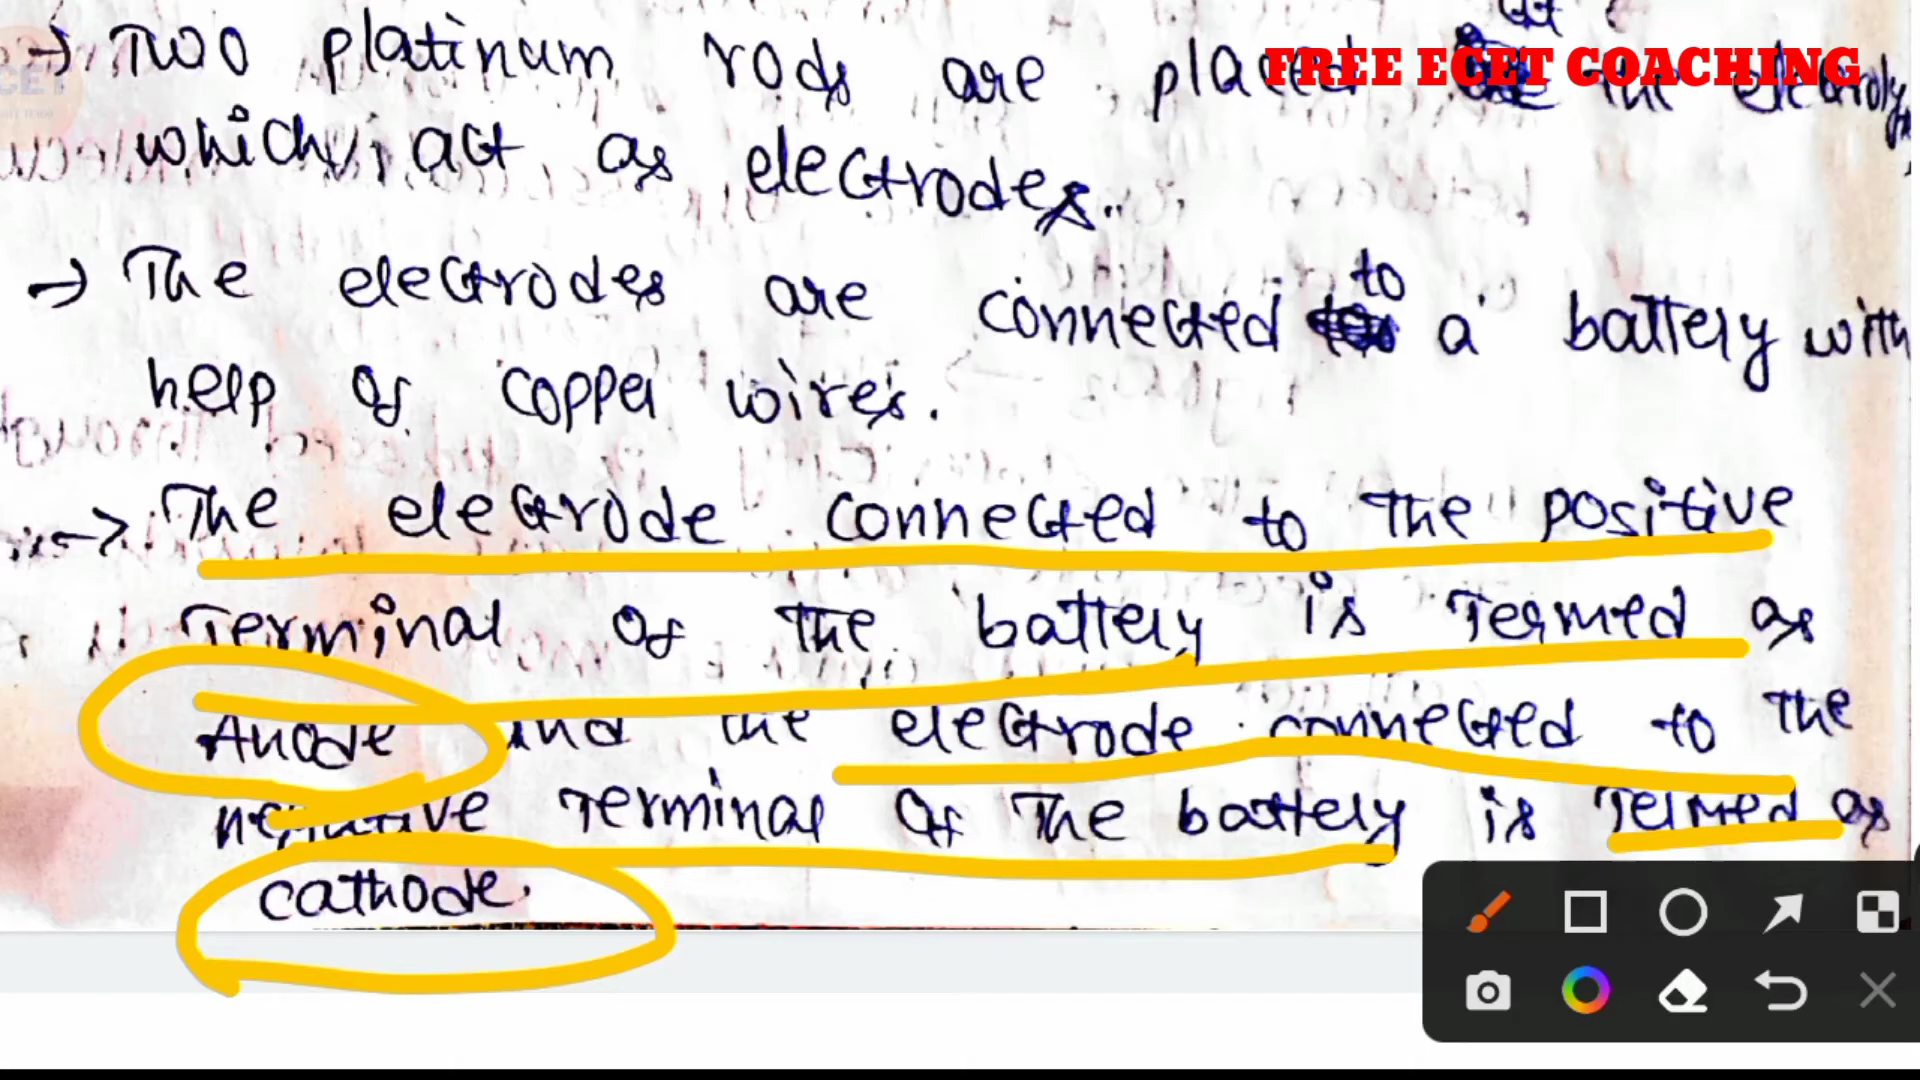 FREE ECET COACHING
→ Two platinum rods are placed the electroly
which act as electrodes.
→ The electrodes are connected to a battery with
help of copper wires.
→ The electrode connected to the positive
Terminal of the battery is Termed as
Anode and the electrode connected to the
negative Terminal of the battery is Termed as
cathode.